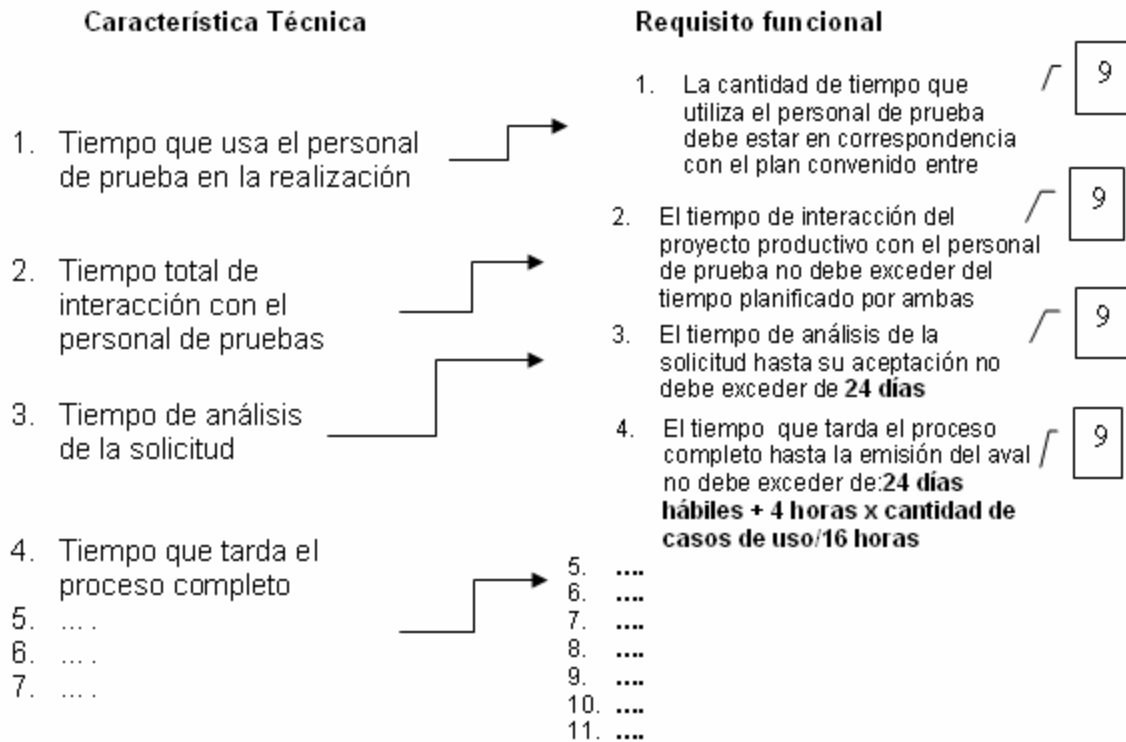 Característica Técnica
1. Tiempo que usa el personal
de prueba en la realización
2. Tiempo total de
interacción con el
personal de pruebas
3. Tiempo de análisis
de la solicitud
4. Tiempo que tarda el
proceso completo
5. ... .
6. ... .
7. ... .
Requisito funcional
1. La cantidad de tiempo que
utiliza el personal de prueba
debe estar en correspondencia
con el plan convenido entre
9
2. El tiempo de interacción del
proyecto productivo con el personal
de prueba no debe exceder del
tiempo planificado por ambas
9
3. El tiempo de análisis de la
solicitud hasta su aceptación no
debe exceder de 24 días
9
4. El tiempo que tarda el proceso
completo hasta la emisión del aval
no debe exceder de:24 días
hábiles + 4 horas x cantidad de
casos de uso/16 horas
9
5. ....
6. ....
7. ....
8. ....
9. ....
10. ....
11. ....